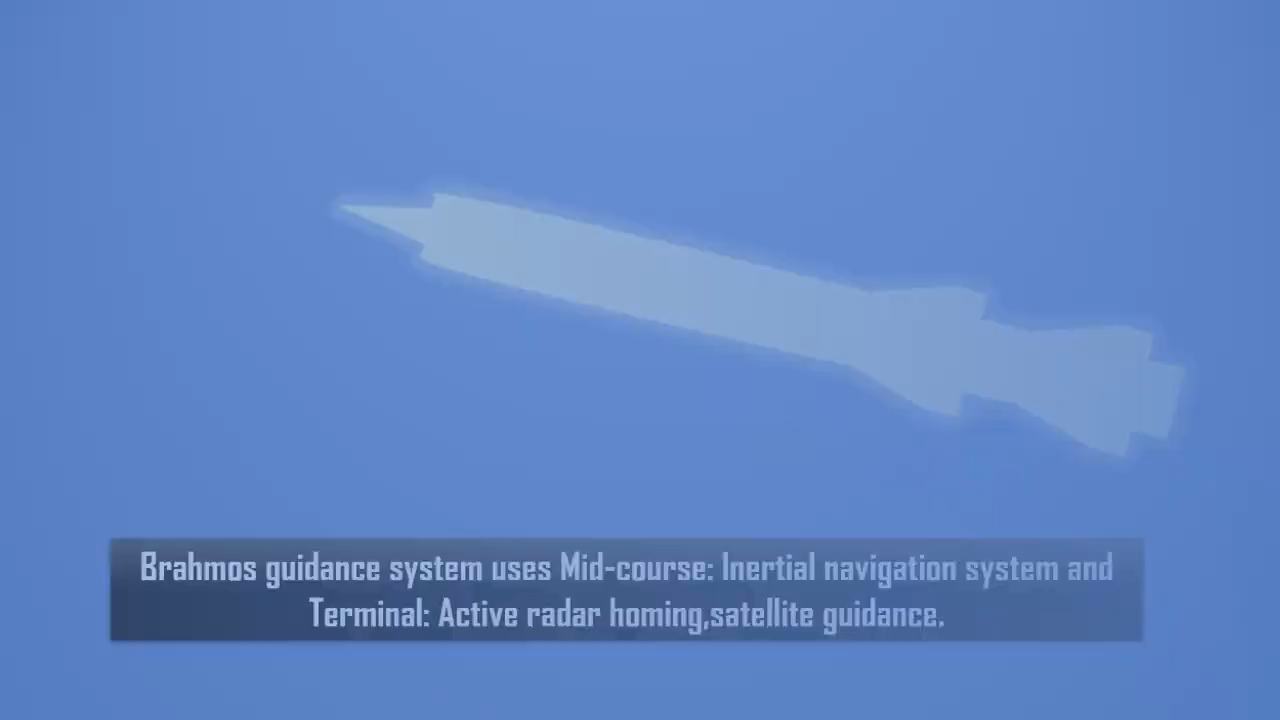 Brahmos guidance system uses Mid-course: Inertial navigation system and
Terminal: Active radar homing,satellite guidance.